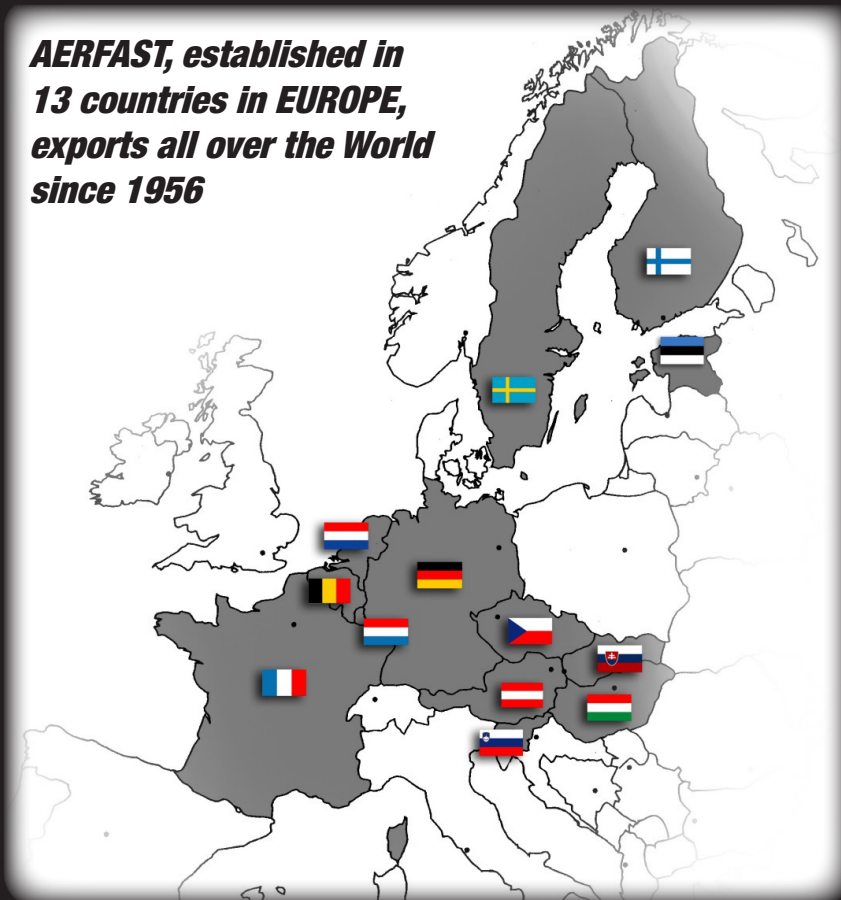 AERFAST, established in
13 countries in EUROPE,
exports all over the World
since 1956